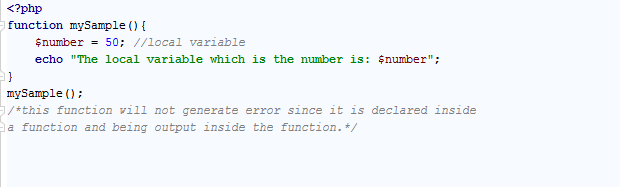 <?php
function mySample(){
$number = 50; //local variable
echo "The local variable which is the number is: $number";
}
mySample();
/*this function will not generate error since it is declared inside
a function and being output inside the function.*/